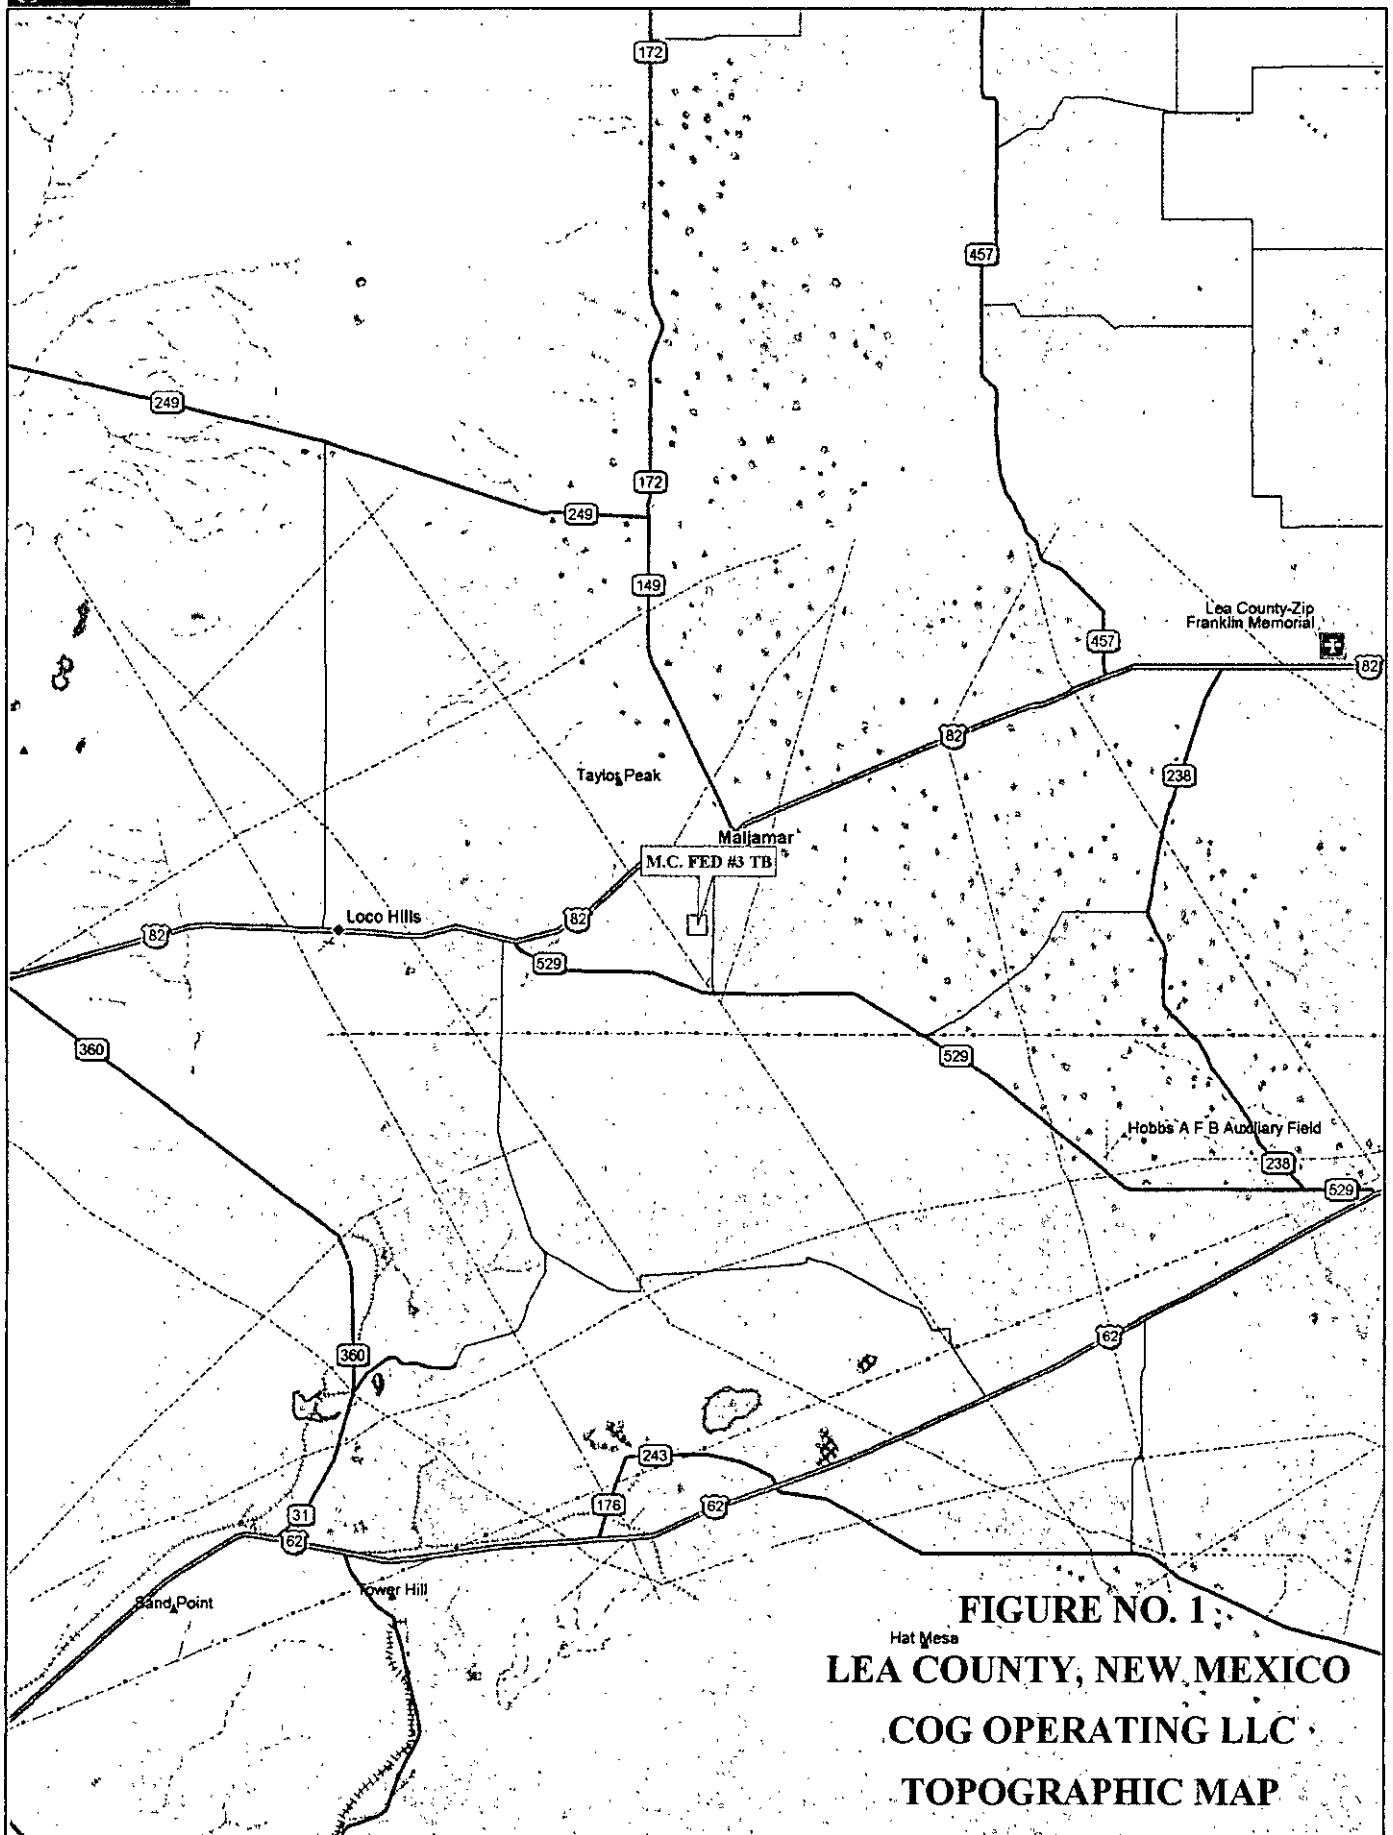 172
457
249
172
249
149
Lea County-Zip
Franklin Memorial
457
82
82
Taylor Peak
238
Maljamar
M.C. FED #3 TB
Loco Hills
82
82
529
360
529
Hobbs A F B Auxiliary Field
238
529
62
360
243
176
62
31
62
Tower Hill
Sand Point
FIGURE NO. 1
Hat Mesa
LEA COUNTY, NEW MEXICO
COG OPERATING LLC
TOPOGRAPHIC MAP